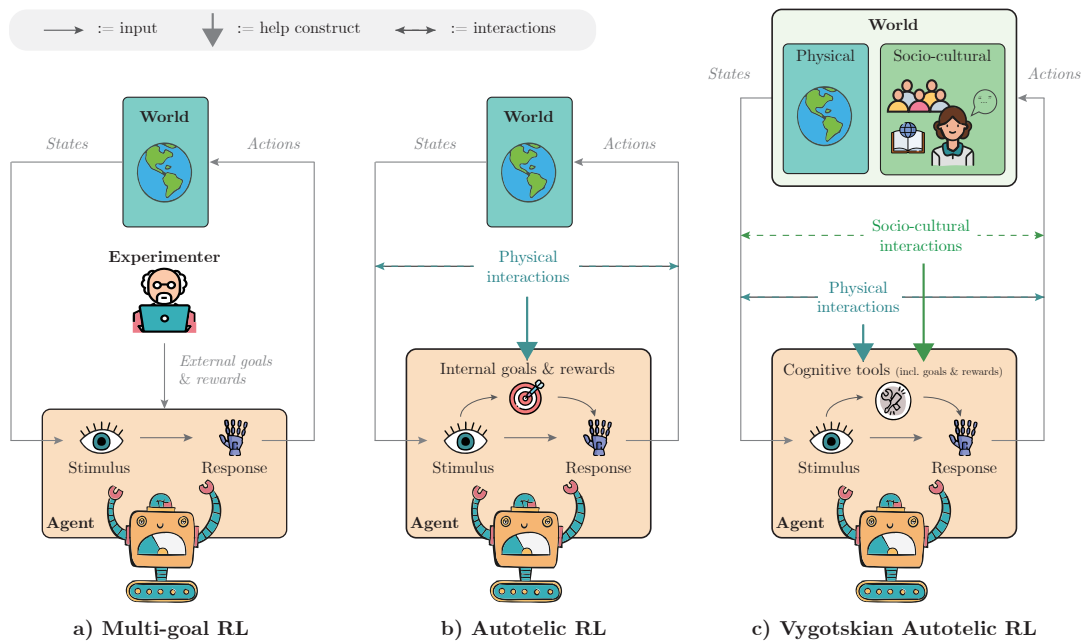 := input
:= help construct
:= interactions
World
States
Actions
Experimenter
External goals
& rewards
Stimulus
Response
Agent
a) Multi-goal RL
World
States
Actions
Physical
interactions
Internal goals & rewards
Stimulus
Response
Agent
b) Autotelic RL
World
Physical
Socio-cultural
"..."
States
Actions
Socio-cultural
interactions
Physical
interactions
Cognitive tools (incl. goals & rewards)
Stimulus
Response
Agent
c) Vygotskian Autotelic RL